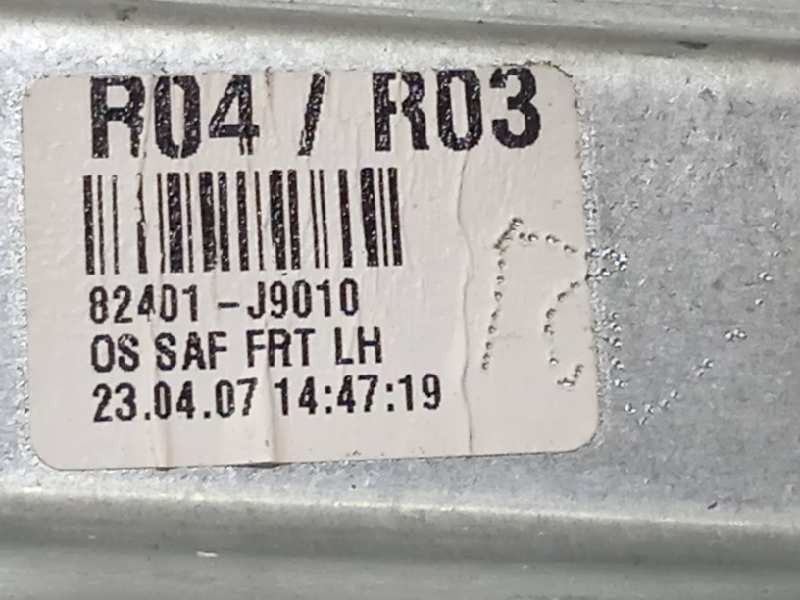 R04 / R03
82401-J9010
OS SAF FRT LH
23.04.07 14:47:19